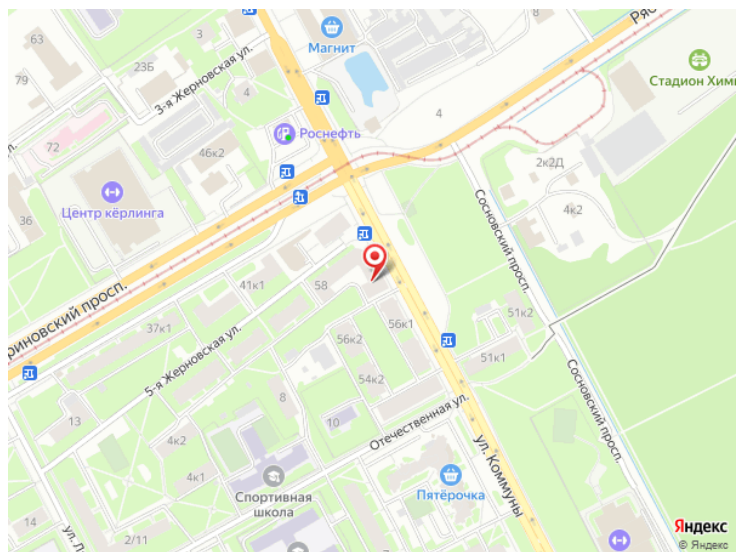 63
79
23Б
3
Магнит
3-я Жерновская ул.
4
Роснефть
72
46к2
Центр кёрлинга
36
4
Ряб
Стадион Хими
2к2Д
4к2
Сосновский просп.
58
41к1
37к1
риновский просп.
5-я Жерновская ул.
56к2
56к1
54к2
51к2
51к1
Сосновский просп.
8
10
13
4к2
4к1
Отечественная ул.
ул. Коммуны
Спортивная
школа
Пятёрочка
14
2/11
ул. Л
Яндекс
© Яндекс